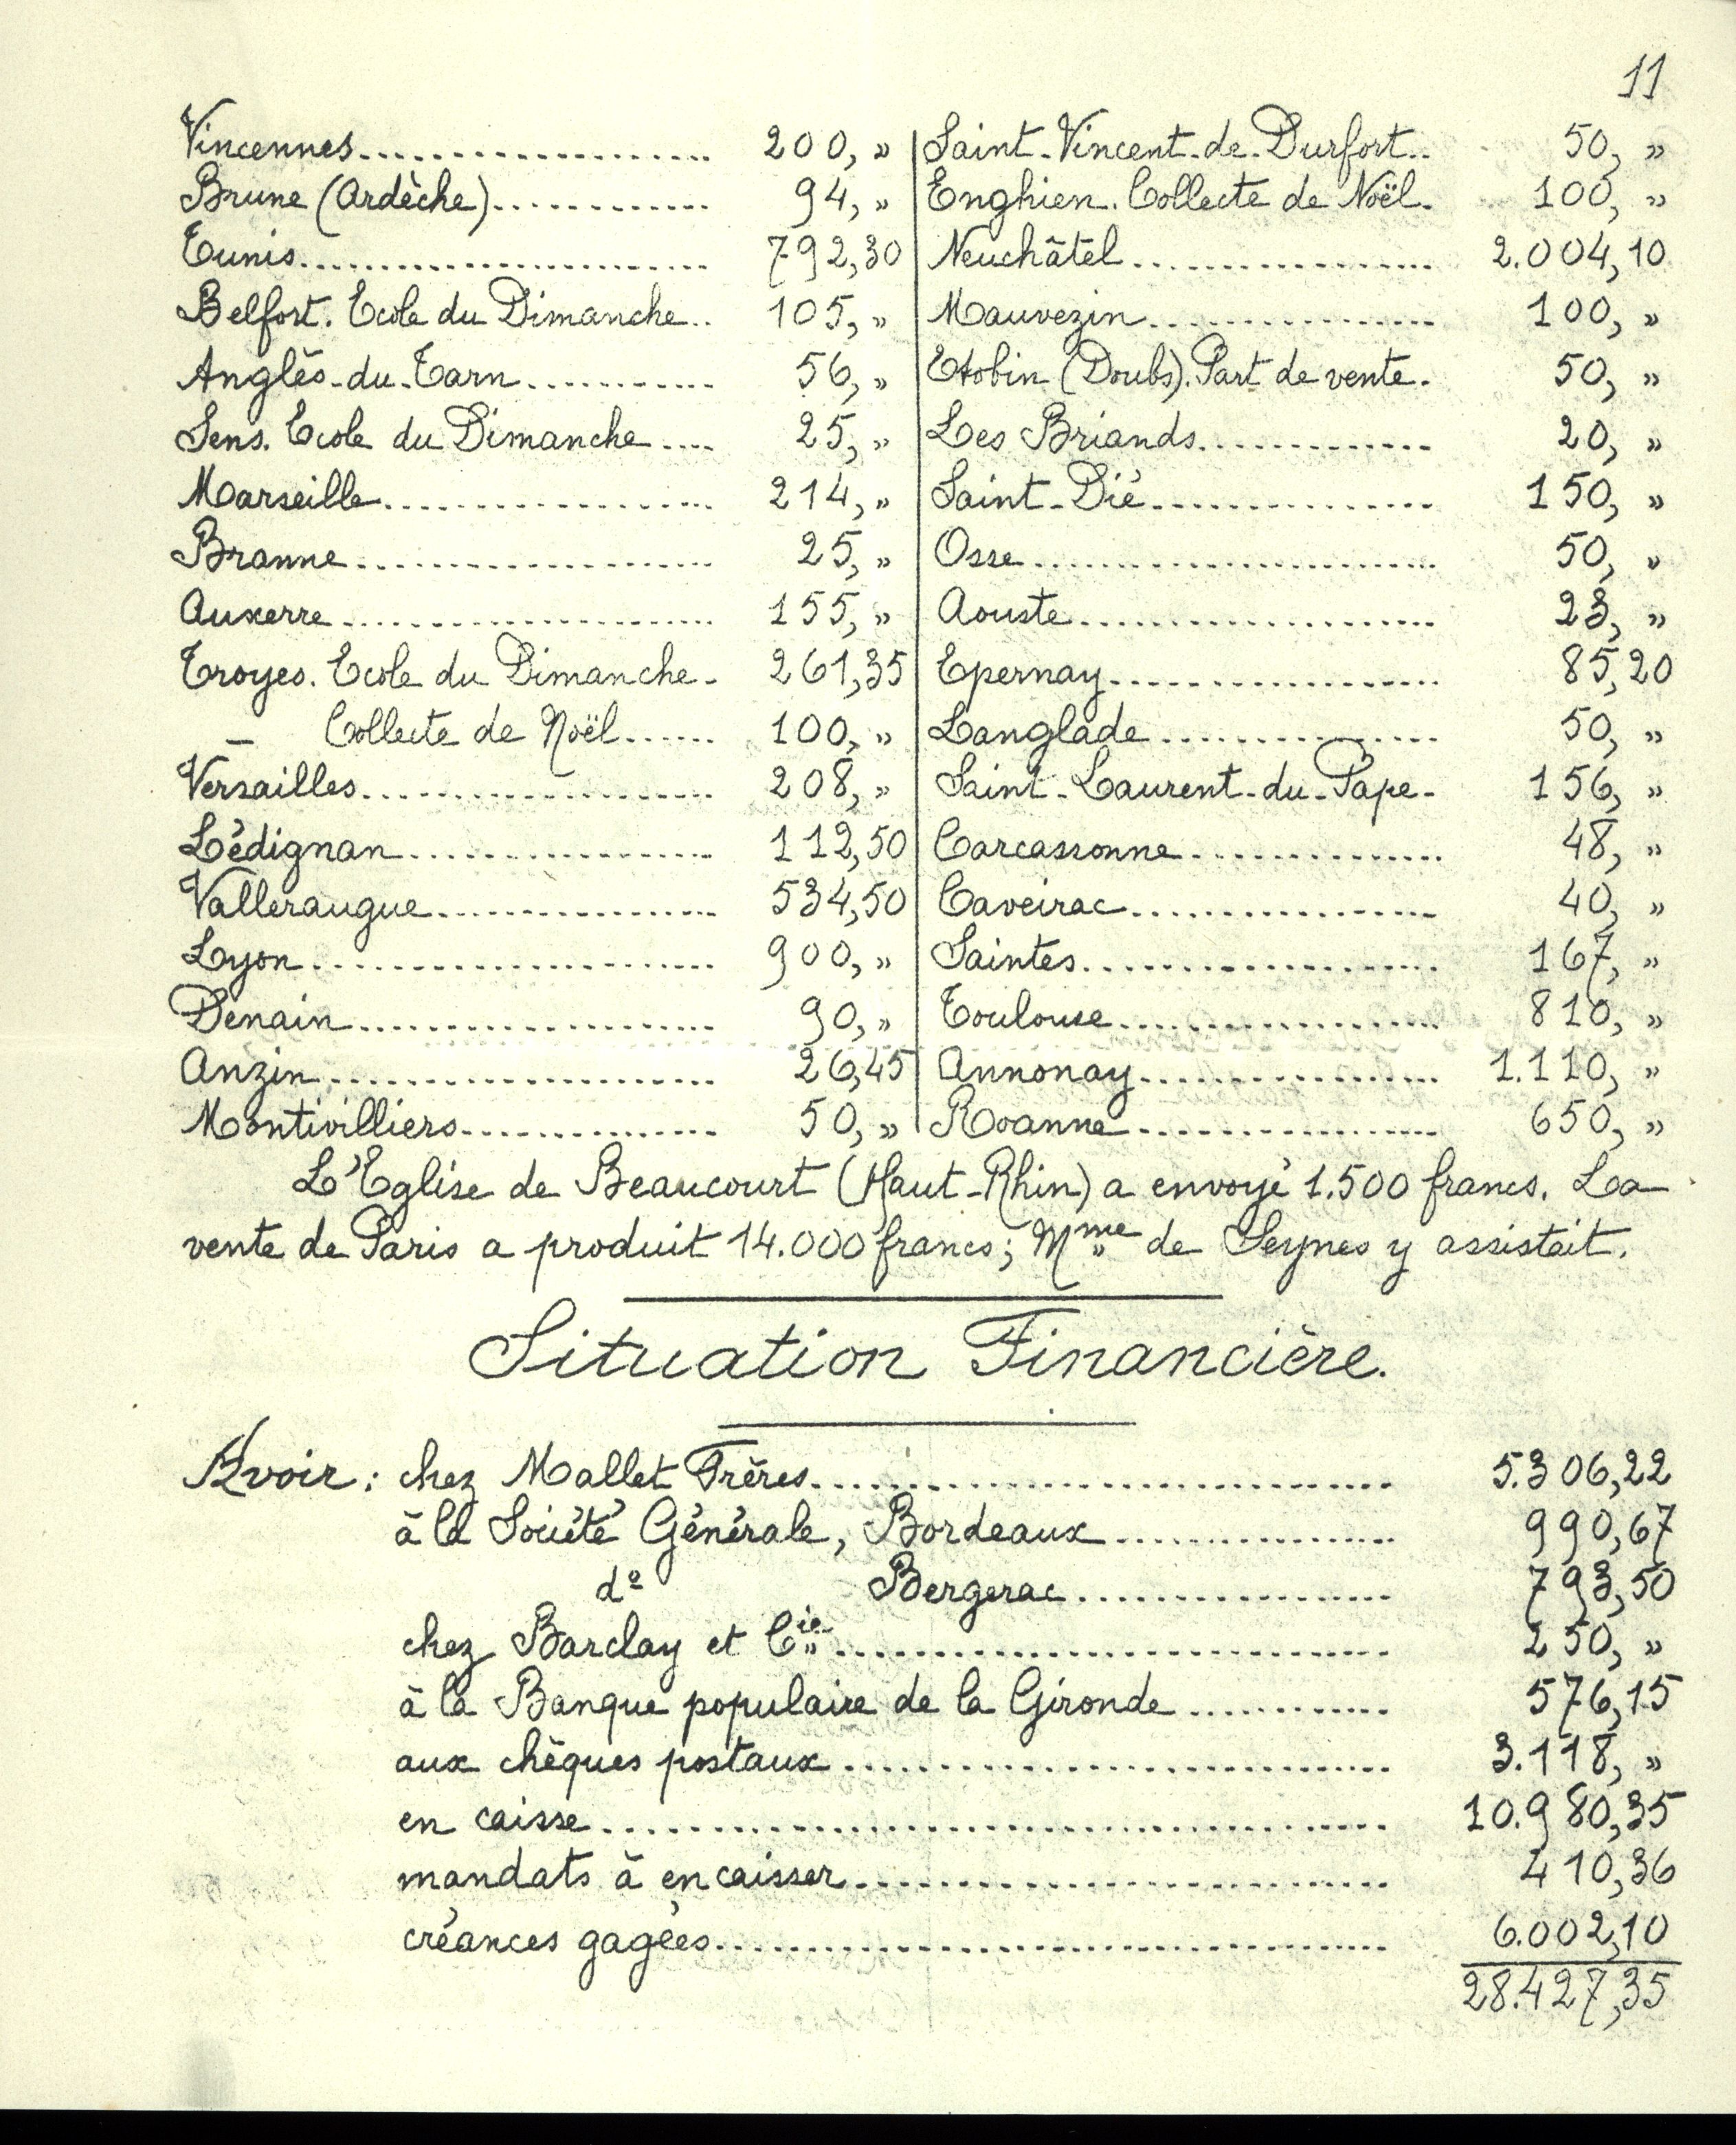 11
Vincennes........................ 200, »
Brune (Ardèche)............. 94, »
Tunis........................... 792,30
Belfort. Ecole du Dimanche.. 105, »
Anglès-du-Tarn............ 56, »
Sens. Ecole du Dimanche.... 25, »
Marseille.................... 214, »
Branne...................... 25, »
Auxerre...................... 155, »
Troyes. Ecole du Dimanche. 261,35
— Collecte de Noël...... 100, »
Versailles..................... 208, »
Lédignan................... 112,50
Valleraugue................. 534,50
Lyon......................... 900, »
Denain...................... 90, »
Anzin........................ 26,45
Montivilliers................ 50, »
Saint-Vincent-de-Durfort.. 50, »
Enghien. Collecte de Noël. 100, »
Neuchâtel.................. 2.004,10
Mauvezin.................. 100, »
Etobin (Doubs). Part de vente. 50, »
Les Briands.............. 20, »
Saint-Dié................. 150, »
Osse......................... 50, »
Aouste...................... 23, »
Epernay.................... 85,20
Langlade.................. 50, »
Saint-Laurent-du-Pape. 156, »
Carcassonne............... 48, »
Caveirac................... 40, »
Saintes...................... 167, »
Toulouse.................... 810, »
Annonay................... 1.110, »
Roanne.................... 650, »
L'Eglise de Beaucourt (Haut-Rhin) a envoyé 1.500 francs. La
vente de Paris a produit 14.000 francs; Mme de Seynes y assistait.
Situation Financière.
Avoir : chez Mallet Frères.................................... 5.306,22
à la Société Générale, Bordeaux................. 990,67
dº Bergerac.................. 793,50
chez Barclay et Cie................................ 250, »
à la Banque populaire de la Gironde............ 576,15
aux chèques postaux................................ 3.118, »
en caisse.............................................. 10.980,35
mandats à encaisser............................... 410,36
créances gagées...................................... 6.002,10
28.427,35